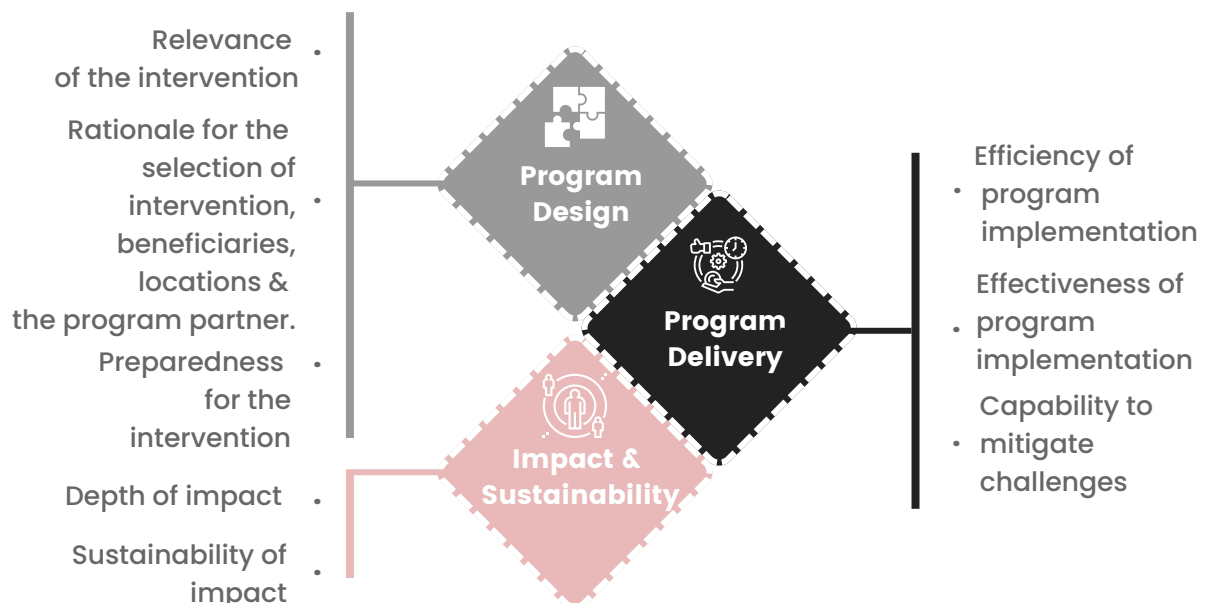 Relevance
of the intervention
Rationale for the
selection of
intervention,
beneficiaries,
locations &
the program partner.
Preparedness
for the
intervention
Program
Design
Efficiency of
program
implementation
Effectiveness of
program
implementation
Capability to
mitigate
challenges
Program
Delivery
Impact &
Sustainability
Depth of impact
Sustainability of
impact